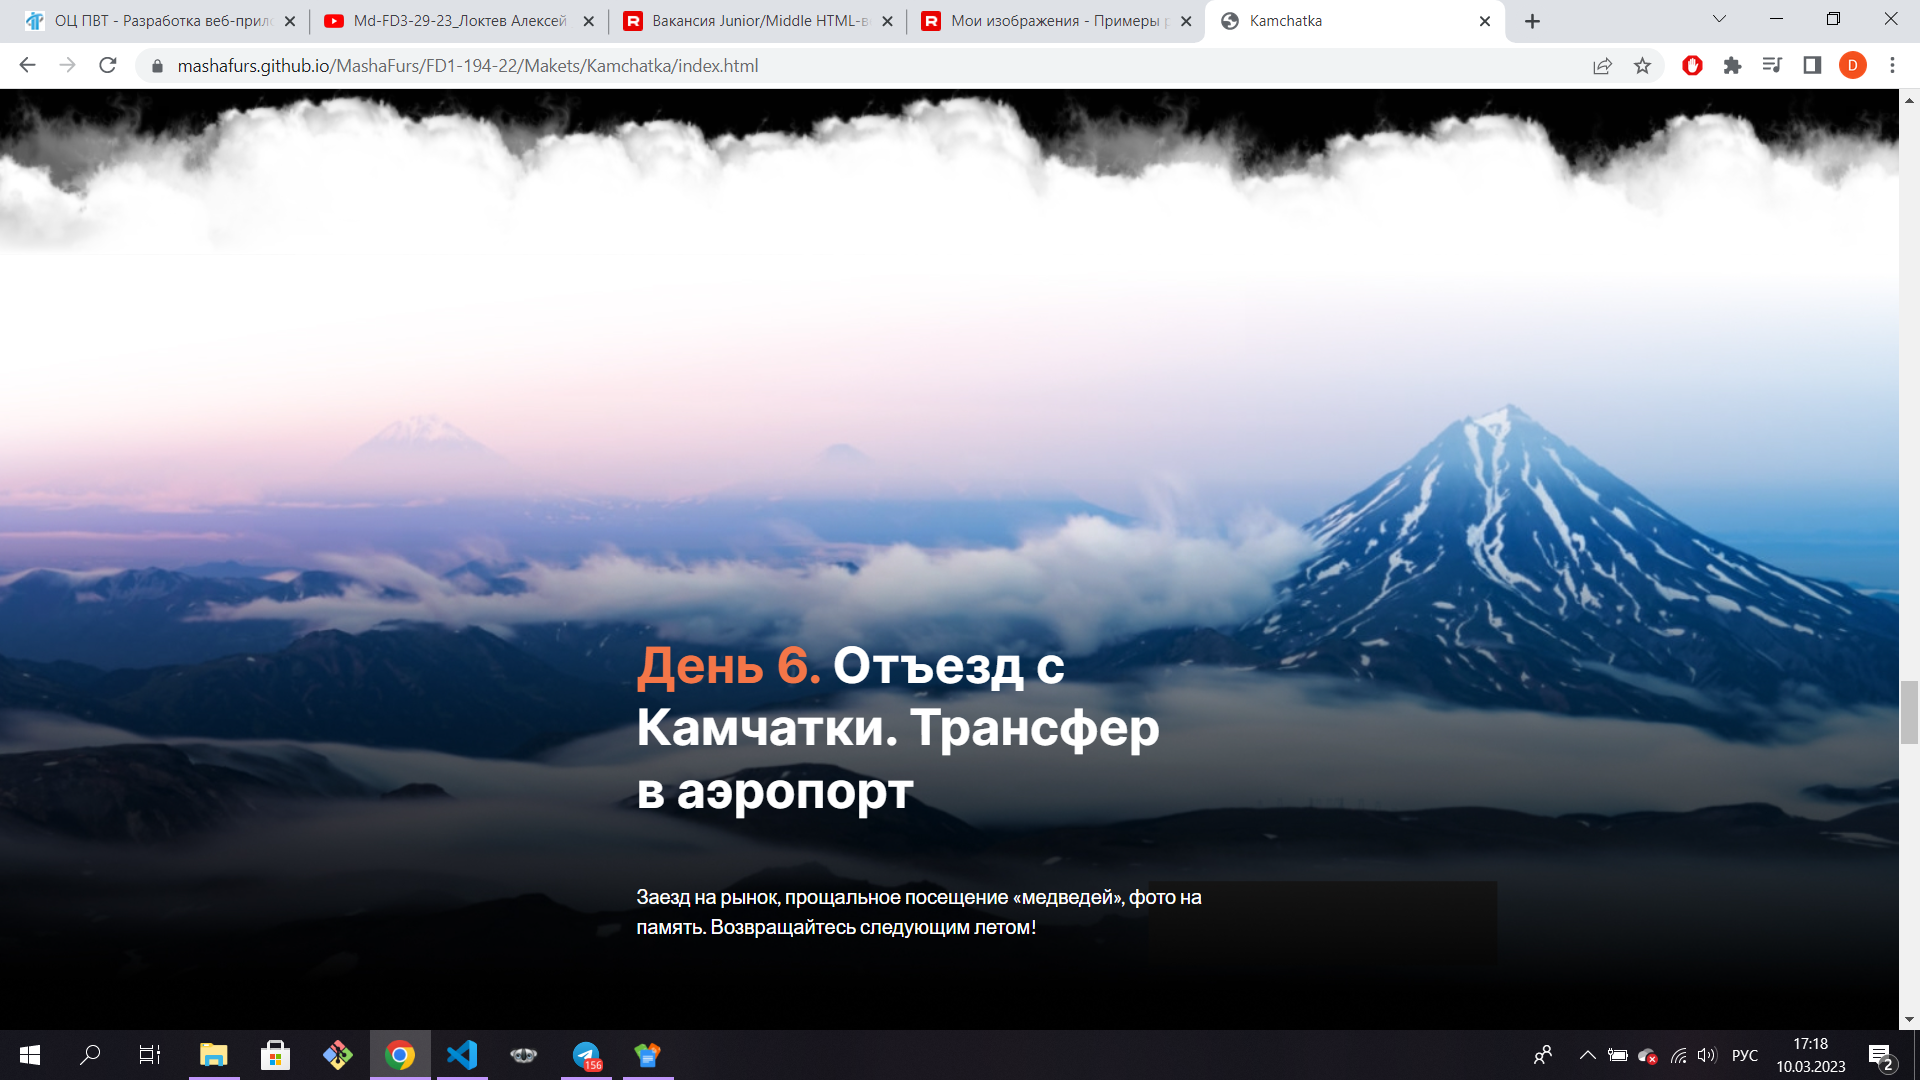 ОЦ ПВТ - Разработка веб-прил
Md-FD3-29-23_Локтев Алексей
Вакансия Junior/Middle HTML-в
Мои изображения - Примеры р
Kamchatka
mashafurs.github.io/MashaFurs/FD1-194-22/Makets/Kamchatka/index.html
D
День 6. Отъезд с
Камчатки. Трансфер
в аэропорт
Заезд на рынок, прощальное посещение «медведей», фото на
память. Возвращайтесь следующим летом!
156
РУС
17:18
10.03.2023
2